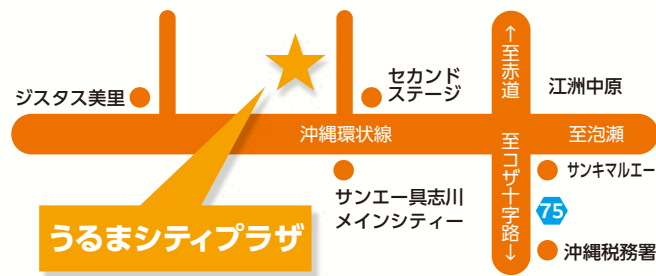 ↑至赤道
江洲中原
セカンド
ステージ
ジスタス美里
沖縄環状線
至泡瀬
至コザ十字路↓
サンエー具志川
メインシティー
サンキマルエー
75
うるまシティプラザ
沖縄税務署